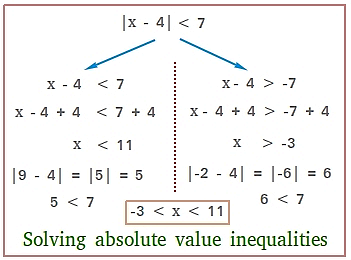 |x - 4| < 7
x - 4 < 7
x - 4 + 4 < 7 + 4
x < 11
|9 - 4| = |5| = 5
5 < 7
x - 4 > -7
x - 4 + 4 > -7 + 4
x > -3
|-2 - 4| = |-6| = 6
6 < 7
-3 < x < 11
Solving absolute value inequalities